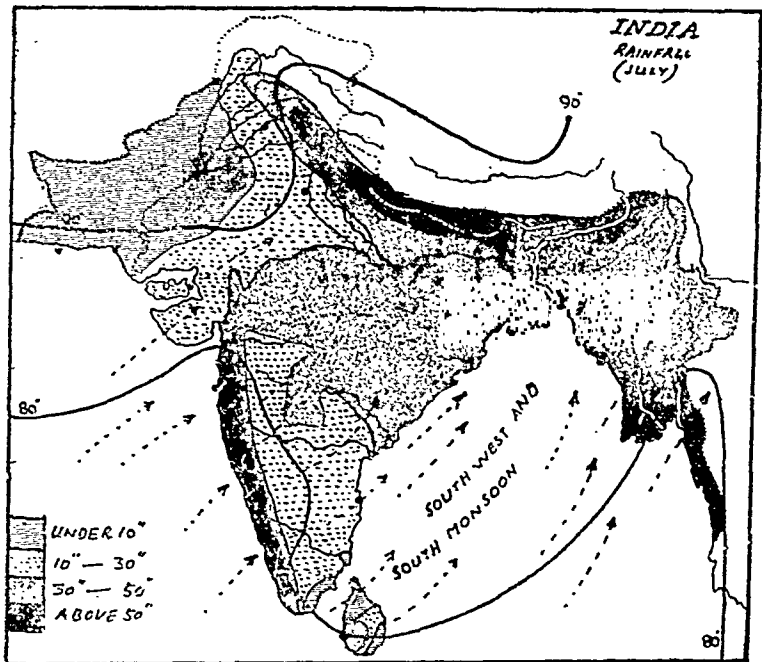 INDIA
RAINFALL
(JULY)
90°
80°
SOUTH WEST AND
SOUTH MONSOON
UNDER 10"
10" — 30"
30" — 50"
ABOVE 50"
80°